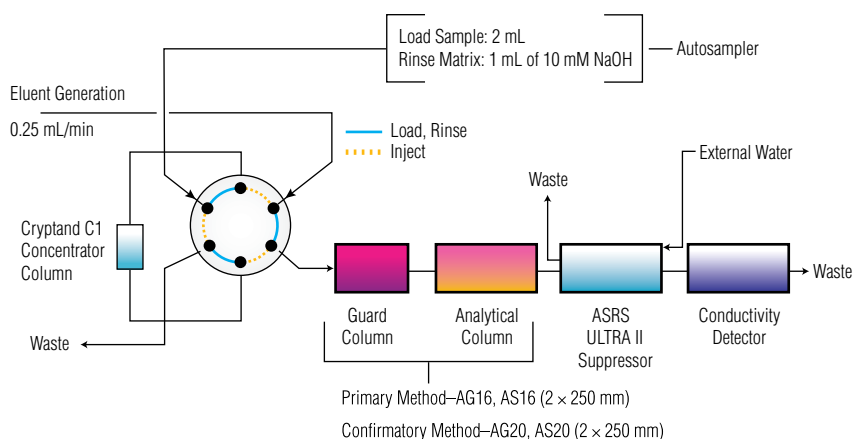 Load Sample: 2 mL
Rinse Matrix: 1 mL of 10 mM NaOH
Autosampler
Eluent Generation
0.25 mL/min
Load, Rinse
Inject
External Water
Waste
Cryptand C1
Concentrator
Column
Waste
Waste
Guard
Column
Analytical
Column
ASRS
ULTRA II
Suppressor
Conductivity
Detector
Primary Method–AG16, AS16 (2 × 250 mm)
Confirmatory Method–AG20, AS20 (2 × 250 mm)